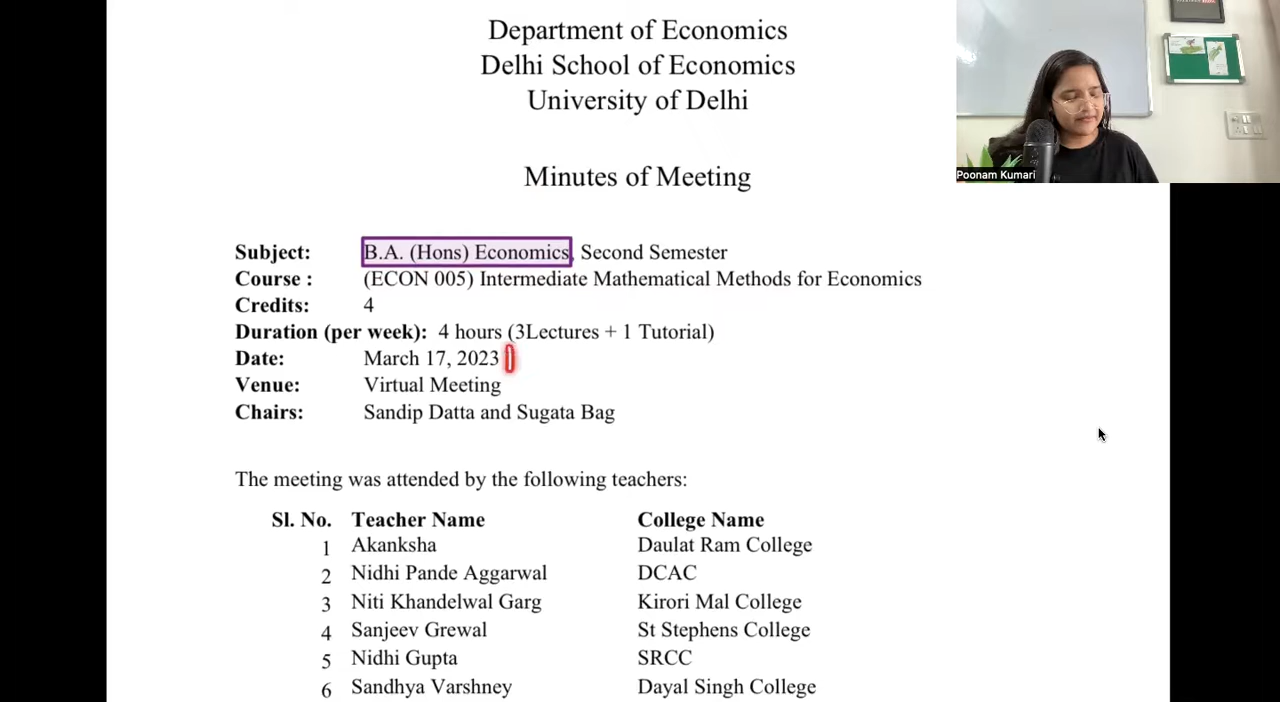 Department of Economics
Delhi School of Economics
University of Delhi
Minutes of Meeting
Poonam Kumari
Subject: B.A. (Hons) Economics, Second Semester
Course : (ECON 005) Intermediate Mathematical Methods for Economics
Credits: 4
Duration (per week): 4 hours (3Lectures + 1 Tutorial)
Date: March 17, 2023
Venue: Virtual Meeting
Chairs: Sandip Datta and Sugata Bag
The meeting was attended by the following teachers:
Sl. No. Teacher Name College Name
1 Akanksha Daulat Ram College
2 Nidhi Pande Aggarwal DCAC
3 Niti Khandelwal Garg Kirori Mal College
4 Sanjeev Grewal St Stephens College
5 Nidhi Gupta SRCC
6 Sandhya Varshney Dayal Singh College